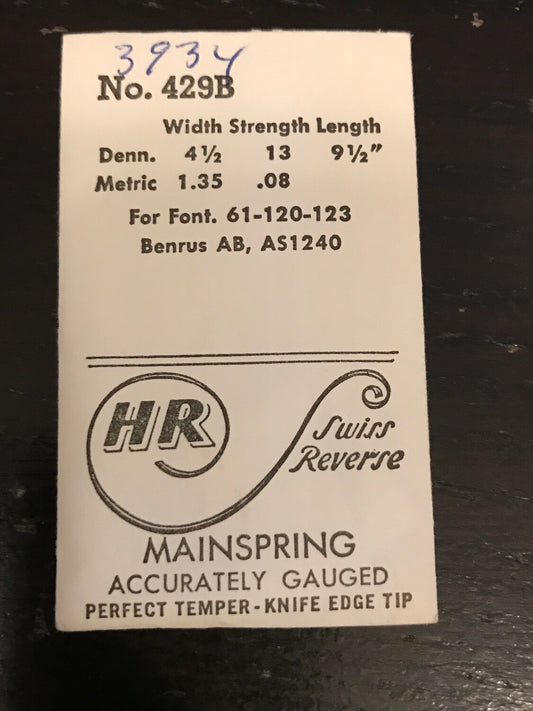 3934
No. 429B
Width Strength Length
Denn. 4½ 13 9½"
Metric 1.35 .08
For Font. 61-120-123
Benrus AB, AS1240
HR
Swiss
Reverse
MAINSPRING
ACCURATELY GAUGED
PERFECT TEMPER - KNIFE EDGE TIP